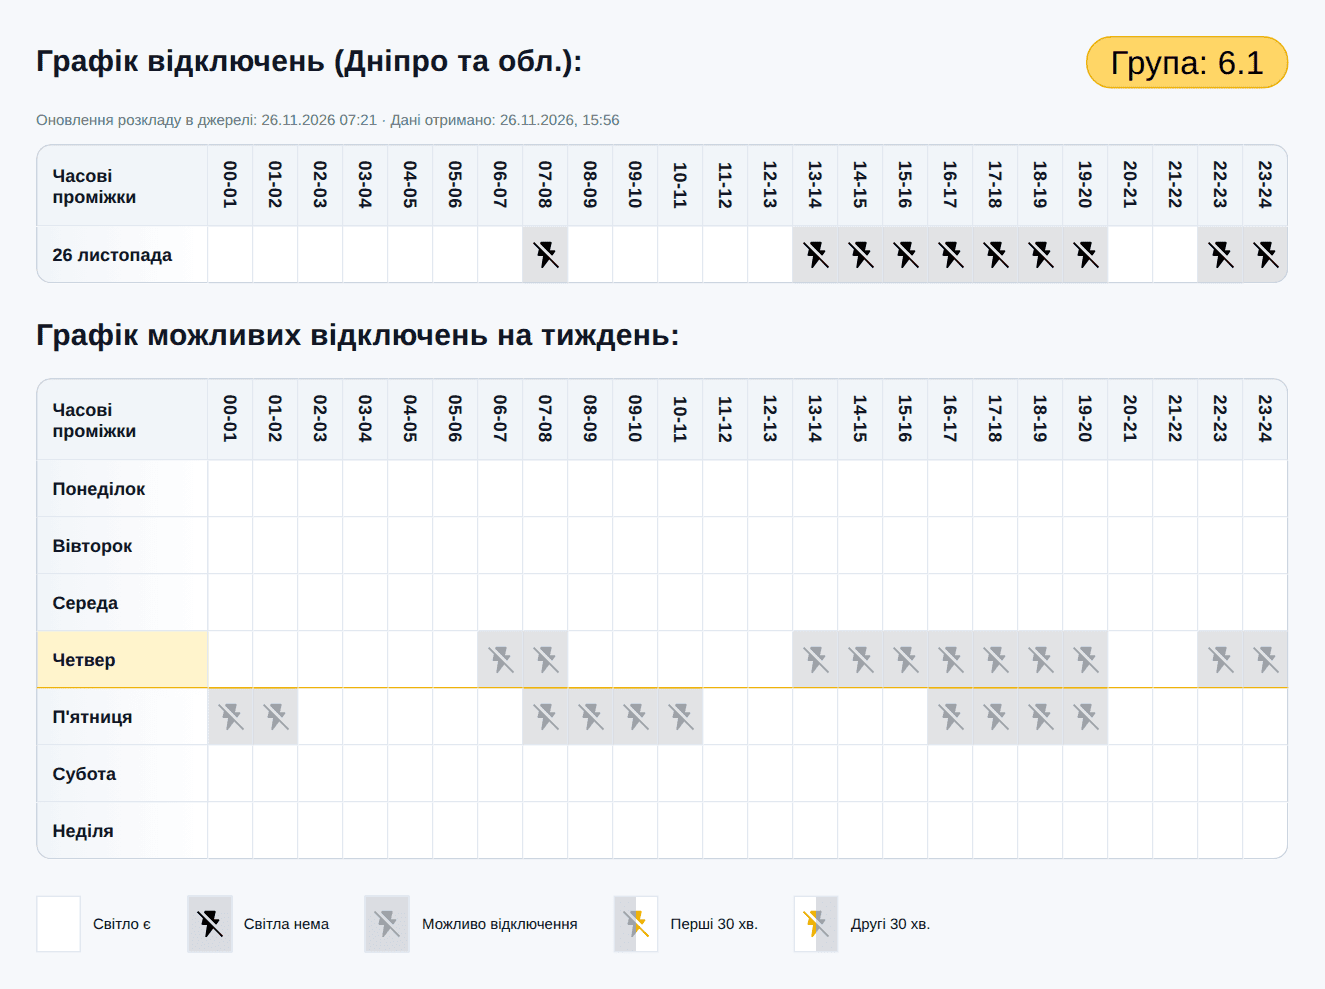 Графік відключень (Дніпро та обл.):
Група: 6.1
Оновлення розкладу в джерелі: 26.11.2026 07:21 · Дані отримано: 26.11.2026, 15:56
Часові проміжки 00-01 01-02 02-03 03-04 04-05 05-06 06-07 07-08 08-09 09-10 10-11 11-12 12-13 13-14 14-15 15-16 16-17 17-18 18-19 19-20 20-21 21-22 22-23 23-24
26 листопада
Графік можливих відключень на тиждень:
Часові проміжки 00-01 01-02 02-03 03-04 04-05 05-06 06-07 07-08 08-09 09-10 10-11 11-12 12-13 13-14 14-15 15-16 16-17 17-18 18-19 19-20 20-21 21-22 22-23 23-24
Понеділок
Вівторок
Середа
Четвер
П'ятниця
Субота
Неділя
Світло є Світла нема Можливо відключення Перші 30 хв. Другі 30 хв.